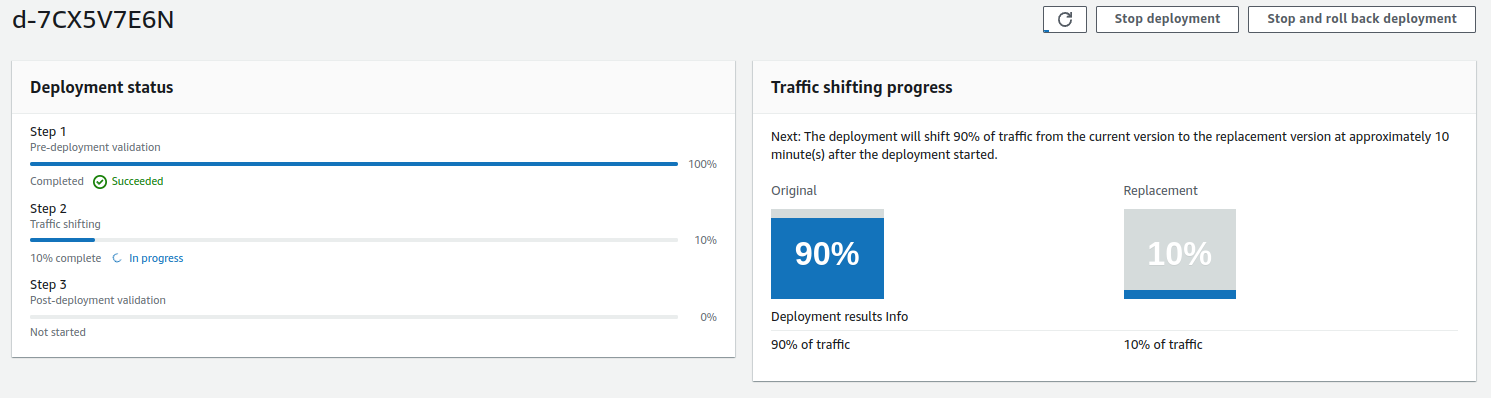 d-7CX5V7E6N
Stop deployment
Stop and roll back deployment
Deployment status
Step 1
Pre-deployment validation
100%
Completed Succeeded
Step 2
Traffic shifting
10%
10% complete In progress
Step 3
Post-deployment validation
0%
Not started
Traffic shifting progress
Next: The deployment will shift 90% of traffic from the current version to the replacement version at approximately 10
minute(s) after the deployment started.
Original Replacement
90% 10%
Deployment results Info
90% of traffic 10% of traffic